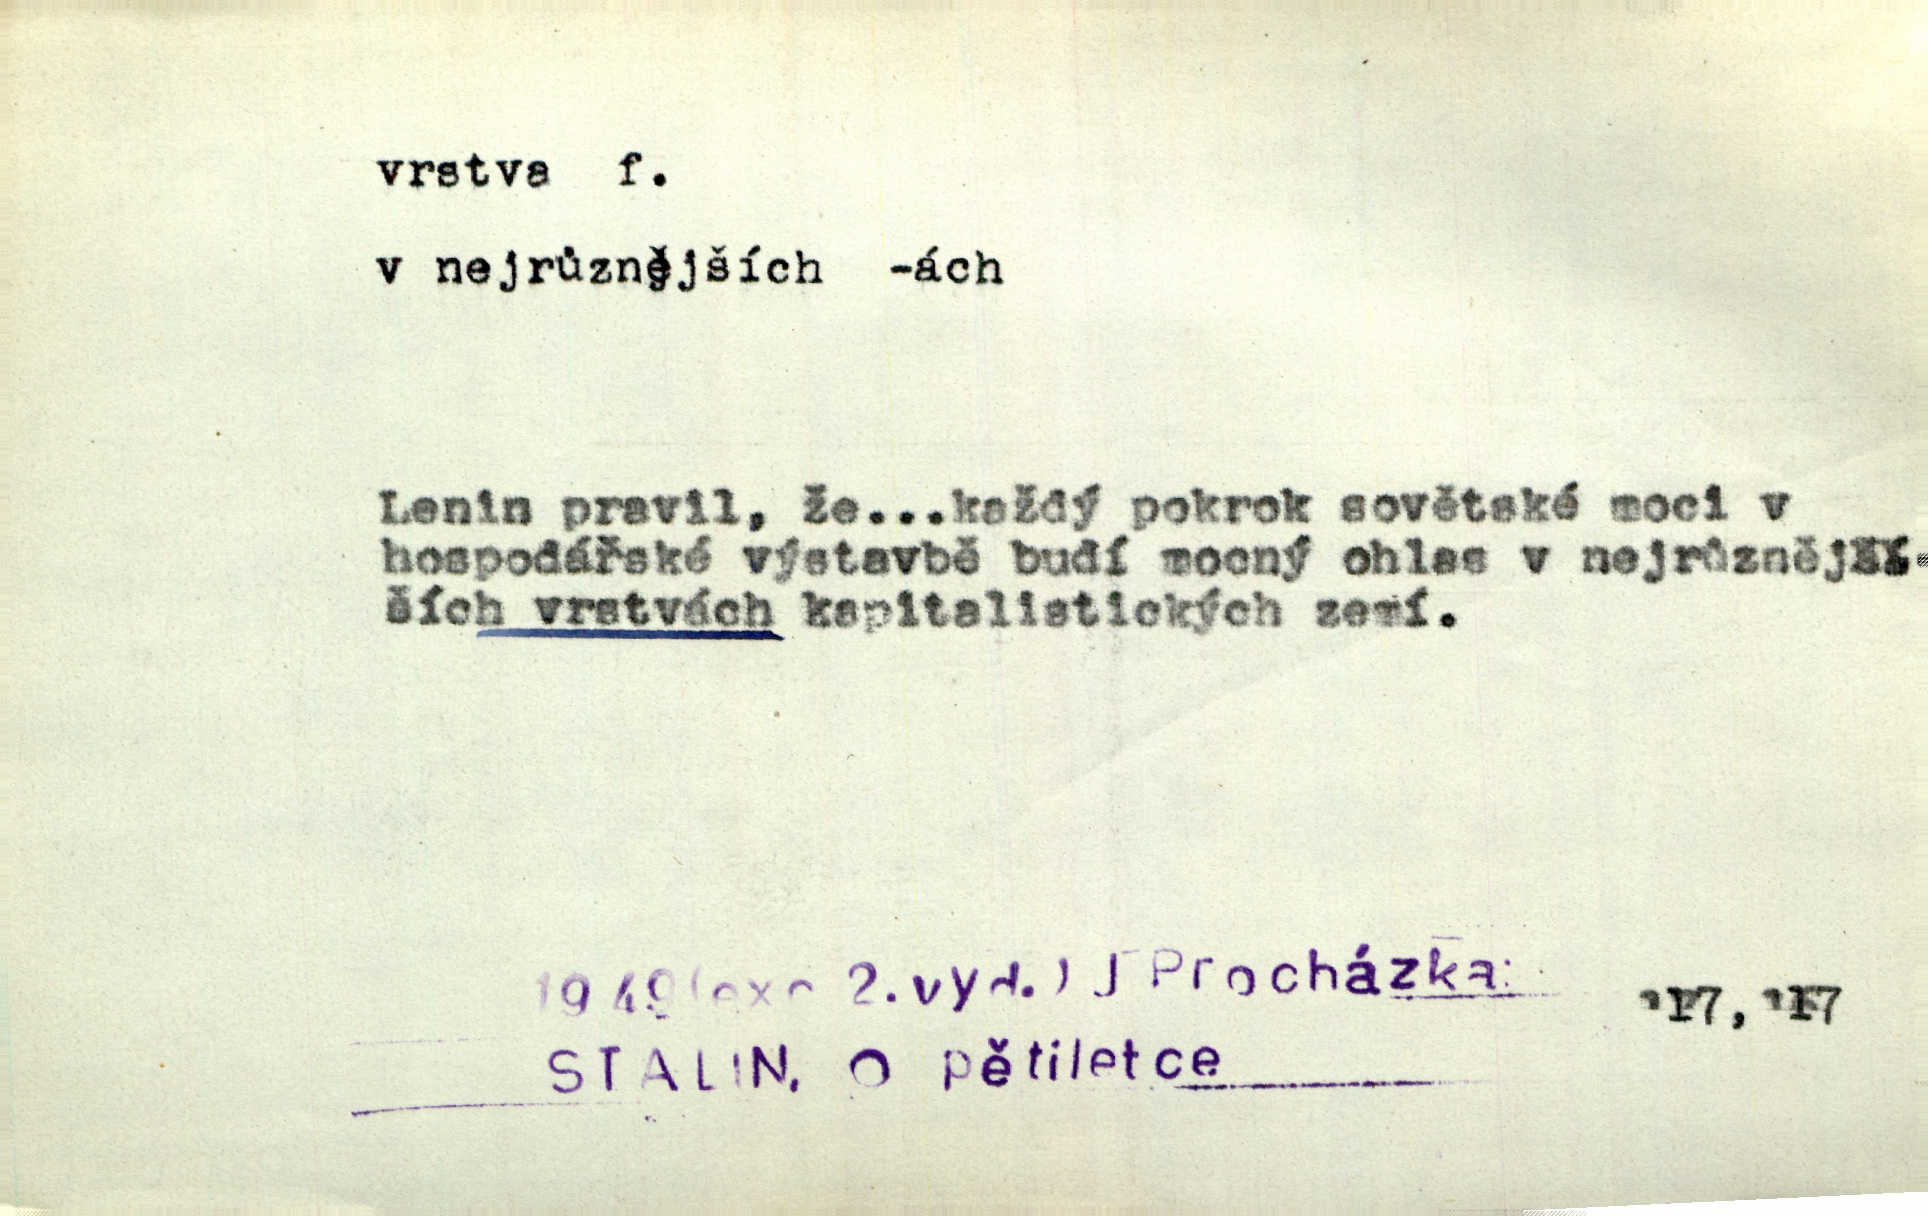 vrstva f.
v nejrůznějších -ách
Lenin pravil, že...každý pokrok sovětské moci v
hospodářské výstavbě budí mocný ohlas v nejrůzněj-
ších vrstvách kapitalistických zemí.
1949 (exc 2.vyd.) J Procházka:
STALIN, O pětiletce